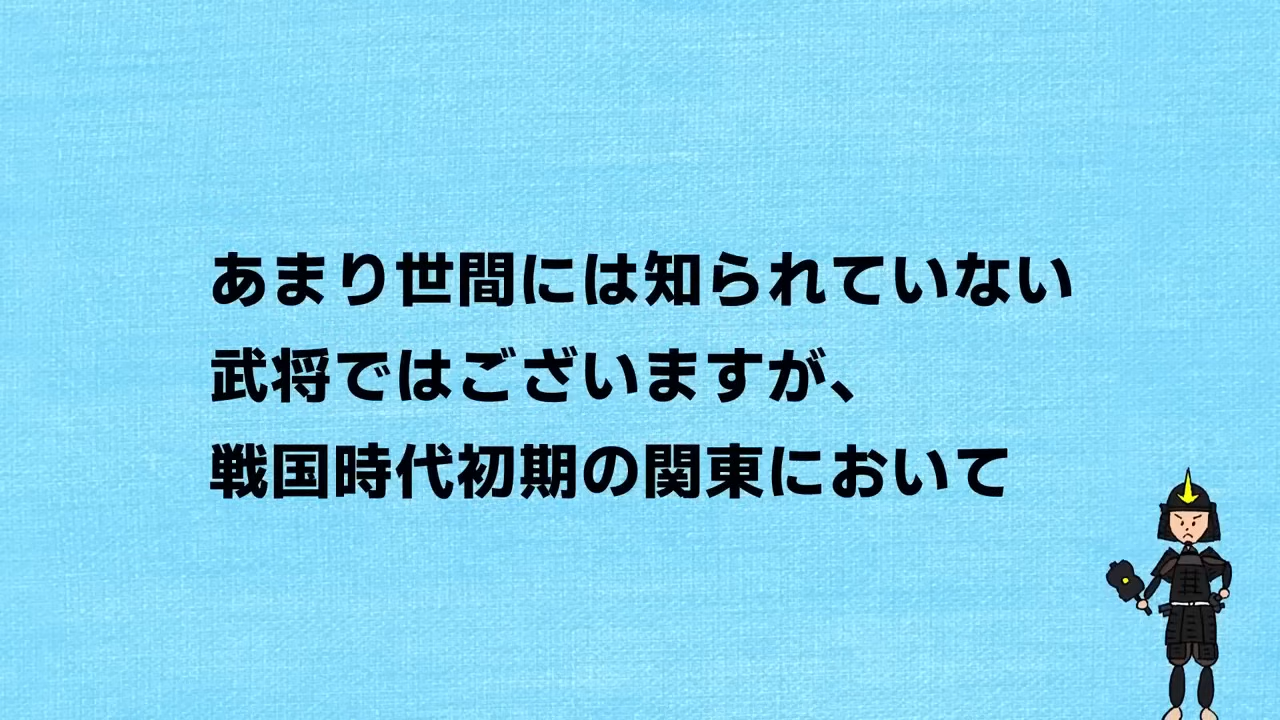 あまり世間には知られていない
武将ではございますが、
戦国時代初期の関東において